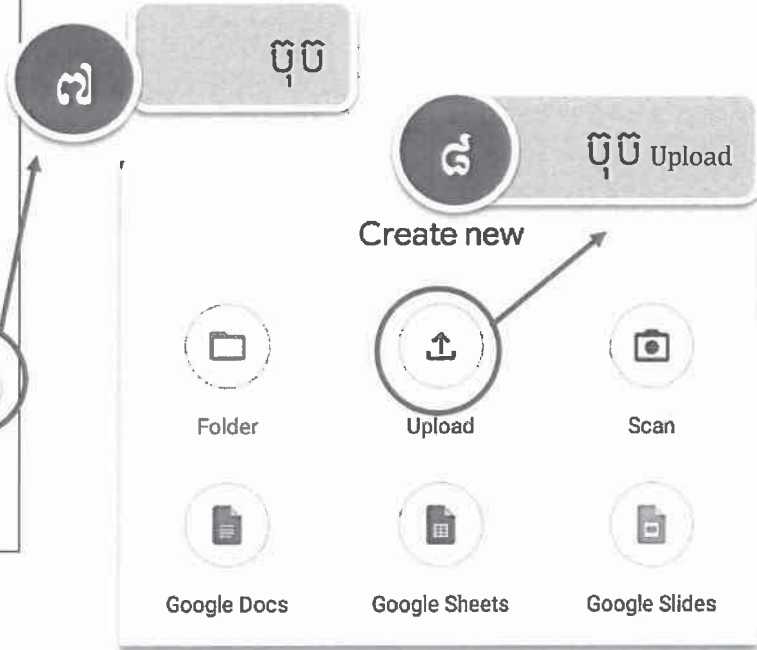 ៧ ចុច
៨ ចុច Upload
Create new
Folder Upload Scan
Google Docs Google Sheets Google Slides